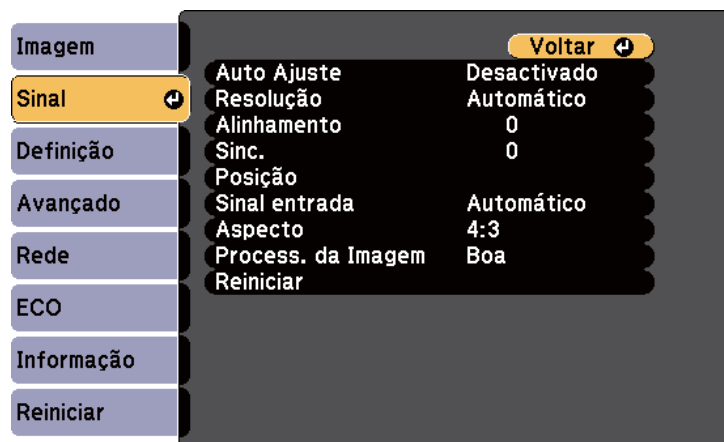 Imagem
Sinal
Definição
Avançado
Rede
ECO
Informação
Reiniciar
Voltar
Auto Ajuste Desactivado
Resolução Automático
Alinhamento 0
Sinc. 0
Posição
Sinal entrada Automático
Aspecto 4:3
Process. da Imagem Boa
Reiniciar